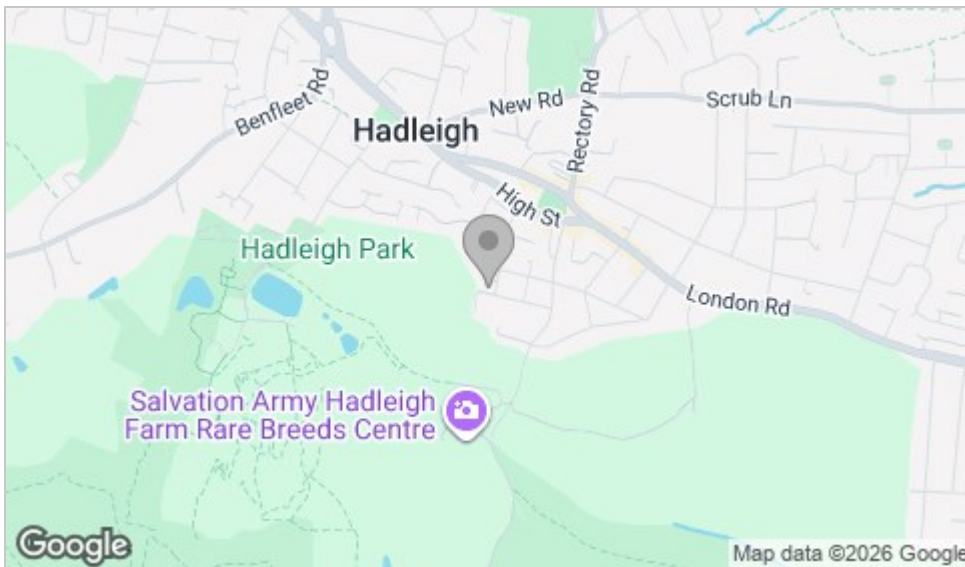 Benfleet Rd
New Rd
Scrub Ln
Hadleigh
Rectory Rd
High St
Hadleigh Park
London Rd
Salvation Army Hadleigh
Farm Rare Breeds Centre
Google
Map data ©2026 Google